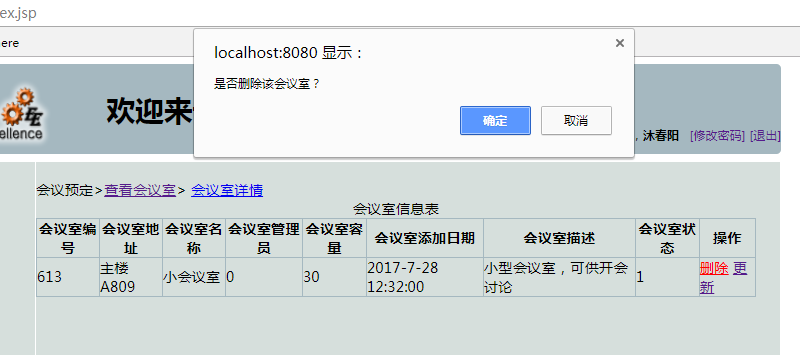 ex.jsp
ere
localhost:8080 显示：
是否删除该会议室？
确定 取消
ellence
欢迎来
，沐春阳 [修改密码] [退出]
会议预定>查看会议室> 会议室详情
会议室信息表
会议室编号 会议室地址 会议室名称 会议室管理员 会议室容量 会议室添加日期 会议室描述 会议室状态 操作
613 主楼A809 小会议室 0 30 2017-7-28 12:32:00 小型会议室，可供开会讨论 1 删除 更新